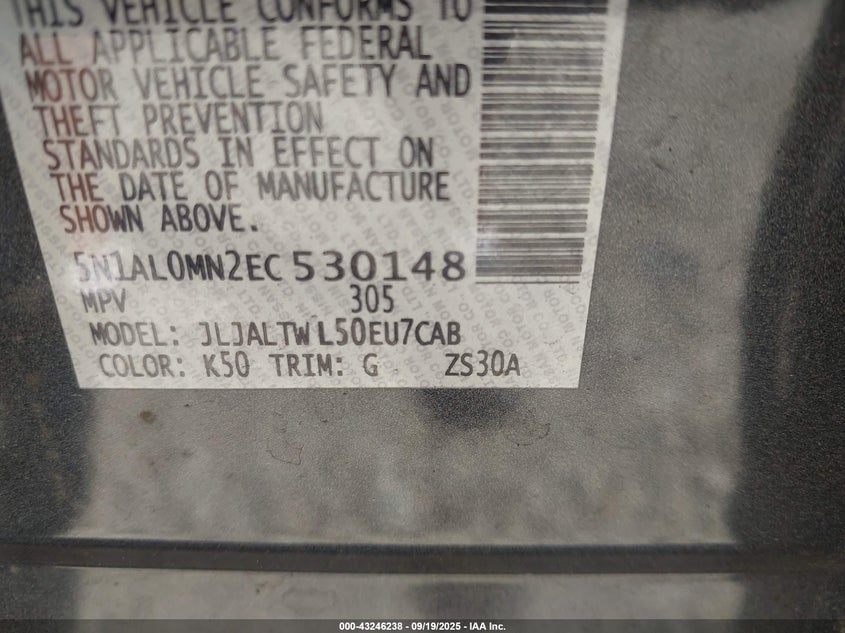 THIS VEHICLE CONFORMS TO
ALL APPLICABLE FEDERAL
MOTOR VEHICLE SAFETY AND
THEFT PREVENTION
STANDARDS IN EFFECT ON
THE DATE OF MANUFACTURE
SHOWN ABOVE.
5N1AL0MN2EC530148
MPV 305
MODEL: JLJALTWL50EU7CAB
COLOR: K50 TRIM: G ZS30A
000-43246238 - 09/19/2025 - IAA Inc.